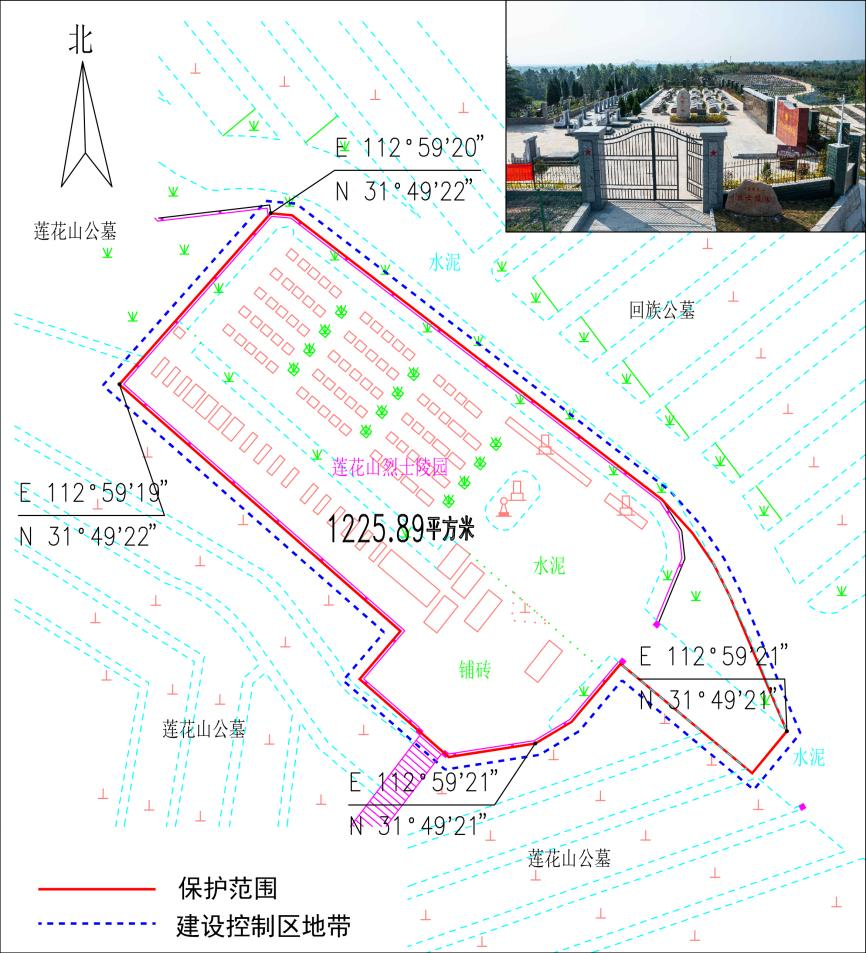 北
E 112°59'20"
N 31°49'22"
莲花山公墓
水泥
回族公墓
莲花山烈士陵园
E 112°59'19"
N 31°49'22"
1225.89平方米
水泥
铺砖
E 112°59'21"
N 31°49'21"
莲花山公墓
水泥
E 112°59'21"
N 31°49'21"
莲花山公墓
保护范围
建设控制区地带